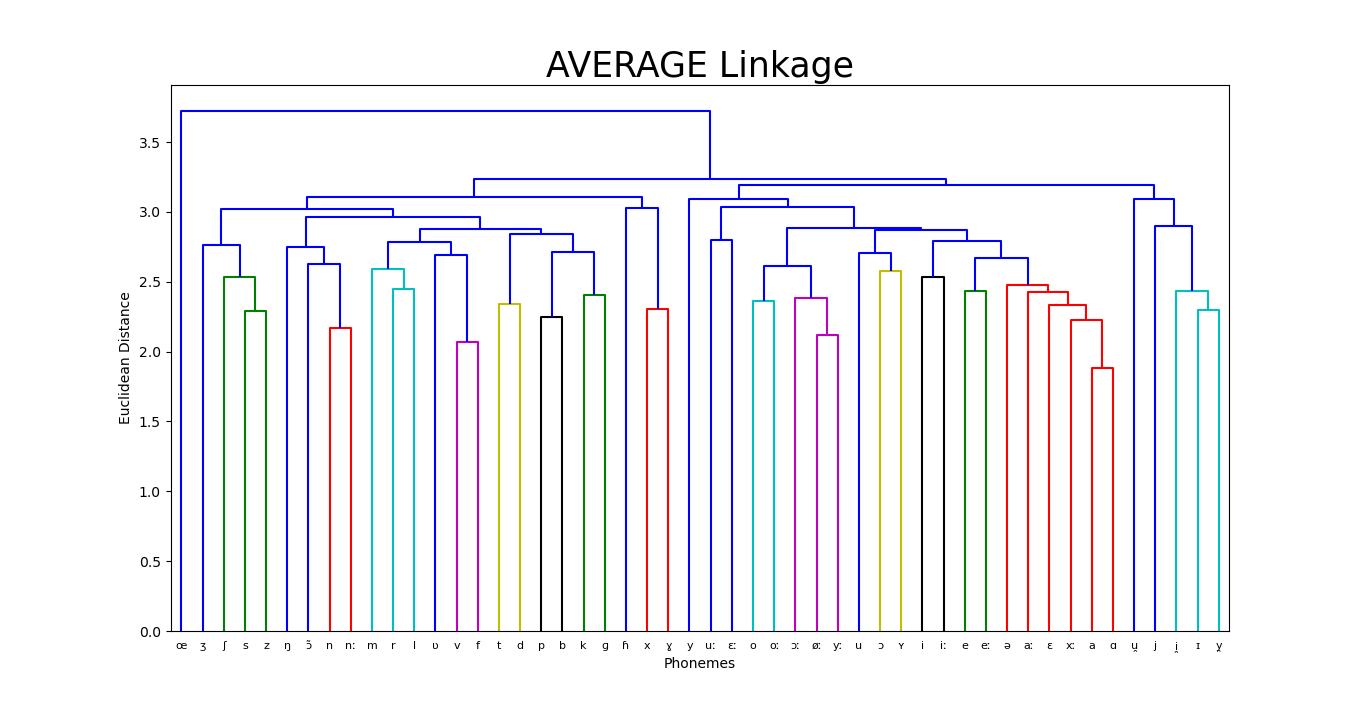 AVERAGE Linkage
3.5
3.0
2.5
2.0
1.5
1.0
0.5
0.0
Euclidean Distance
œ ʒ ʃ s z ŋ ɔ̃ n nː m r l ʋ v f t d p b k ɡ ɦ x ɣ y uː ɛː o oː ɔː øː yː u ɔ ʏ i iː e eː ə aː ɛ xː a ɑ u̯ j i̯ ɪ y̯
Phonemes